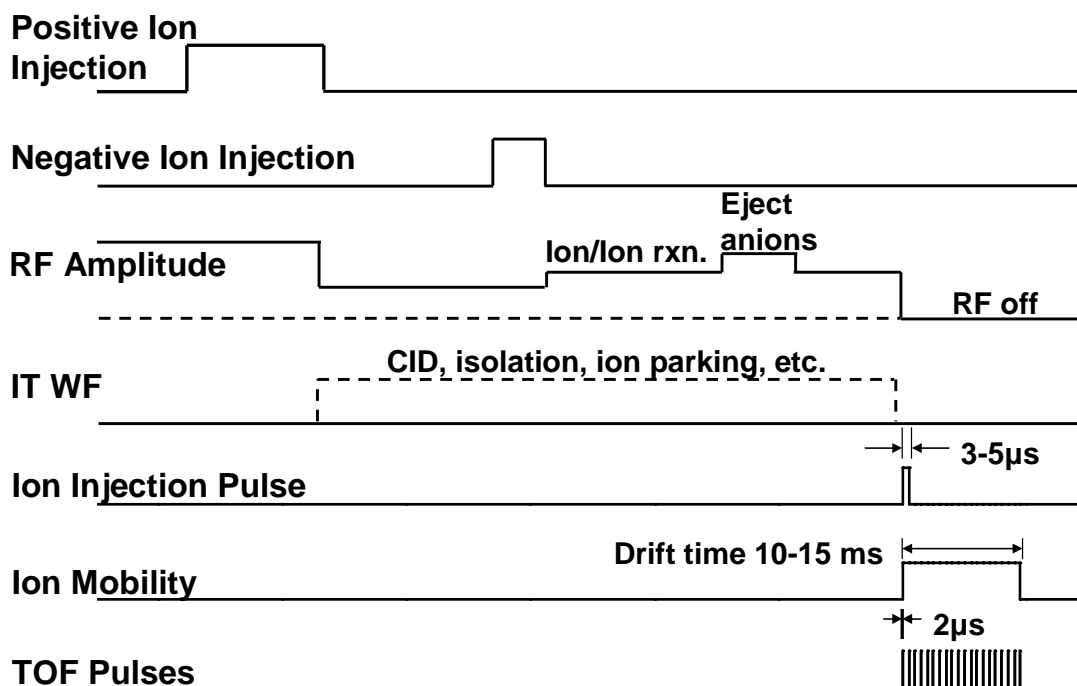 Positive Ion
Injection
Negative Ion Injection
Eject
anions
Ion/Ion rxn.
RF Amplitude
RF off
CID, isolation, ion parking, etc.
IT WF
3-5µs
Ion Injection Pulse
Drift time 10-15 ms
Ion Mobility
2µs
TOF Pulses